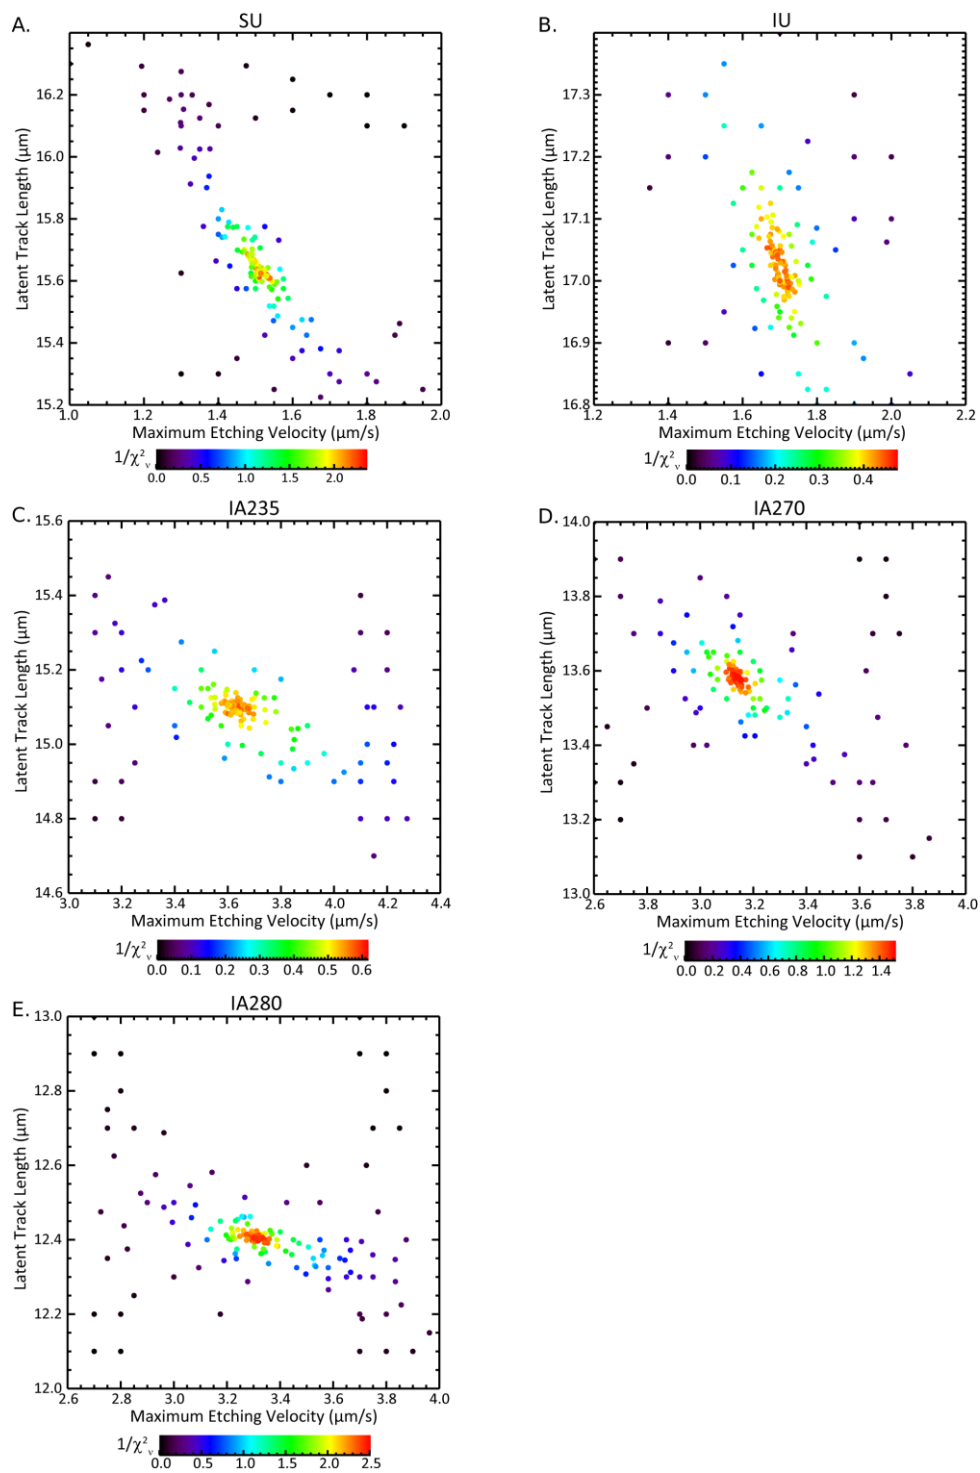 A.
SU
Latent Track Length (μm)
16.2
16.0
15.8
15.6
15.4
15.2
1.0 1.2 1.4 1.6 1.8 2.0
Maximum Etching Velocity (μm/s)
1/χ²ᵥ
0.0 0.5 1.0 1.5 2.0
B.
IU
Latent Track Length (μm)
17.3
17.2
17.1
17.0
16.9
16.8
1.2 1.4 1.6 1.8 2.0 2.2
Maximum Etching Velocity (μm/s)
1/χ²ᵥ
0.0 0.1 0.2 0.3 0.4
C.
IA235
Latent Track Length (μm)
15.6
15.4
15.2
15.0
14.8
14.6
3.0 3.2 3.4 3.6 3.8 4.0 4.2 4.4
Maximum Etching Velocity (μm/s)
1/χ²ᵥ
0.0 0.1 0.2 0.3 0.4 0.5 0.6
D.
IA270
Latent Track Length (μm)
14.0
13.8
13.6
13.4
13.2
13.0
2.6 2.8 3.0 3.2 3.4 3.6 3.8 4.0
Maximum Etching Velocity (μm/s)
1/χ²ᵥ
0.0 0.2 0.4 0.6 0.8 1.0 1.2 1.4
E.
IA280
Latent Track Length (μm)
13.0
12.8
12.6
12.4
12.2
12.0
2.6 2.8 3.0 3.2 3.4 3.6 3.8 4.0
Maximum Etching Velocity (μm/s)
1/χ²ᵥ
0.0 0.5 1.0 1.5 2.0 2.5